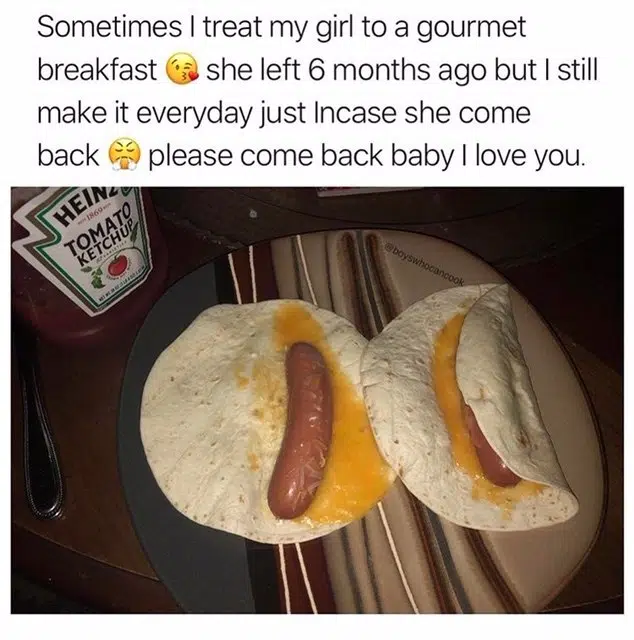 Sometimes I treat my girl to a gourmet
breakfast 😘 she left 6 months ago but I still
make it everyday just Incase she come
back 😤 please come back baby I love you.
HEINZ
TOMATO
KETCHUP
@boyswhocancook